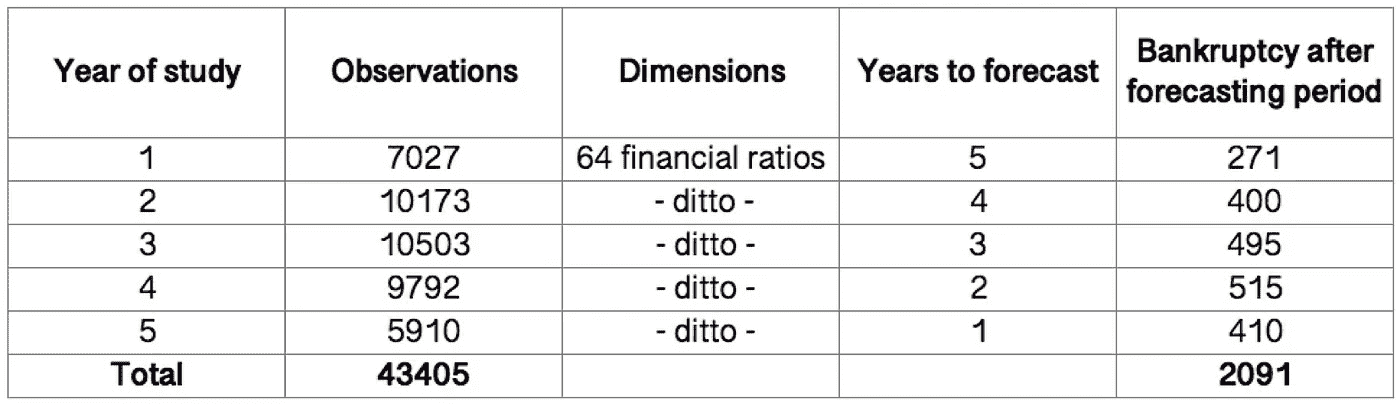 Year of study Observations Dimensions Years to forecast Bankruptcy after
forecasting period
1 7027 64 financial ratios 5 271
2 10173 - ditto - 4 400
3 10503 - ditto - 3 495
4 9792 - ditto - 2 515
5 5910 - ditto - 1 410
Total 43405 2091